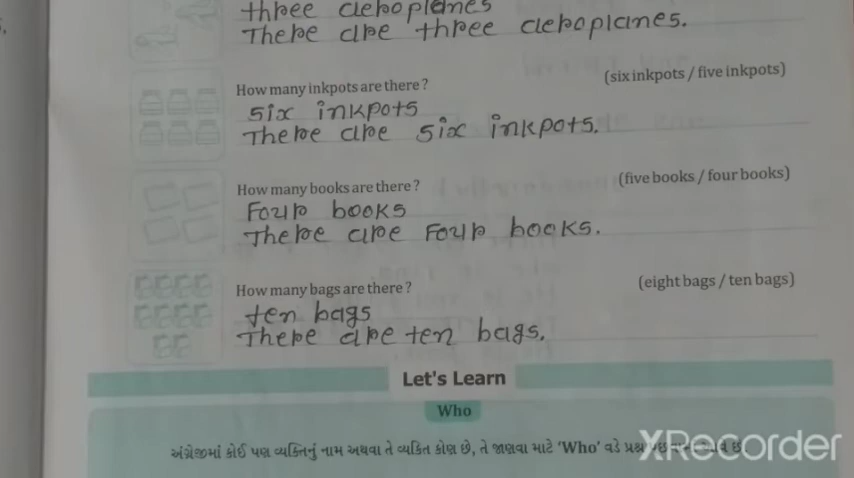 three aeroplanes
There are three aeroplanes.
How many inkpots are there ?
(six inkpots / five inkpots)
six inkpots
There are six inkpots.
How many books are there ?
(five books / four books)
Four books
There are Four books.
How many bags are there ?
(eight bags / ten bags)
ten bags
There are ten bags.
Let's Learn
Who
અંગ્રેજીમાં કોઈ પણ વ્યક્તિનું નામ અથવા તે વ્યક્તિ કોણ છે, તે જાણવા માટે 'Who' વડે પ્રશ્ન
XRecorder